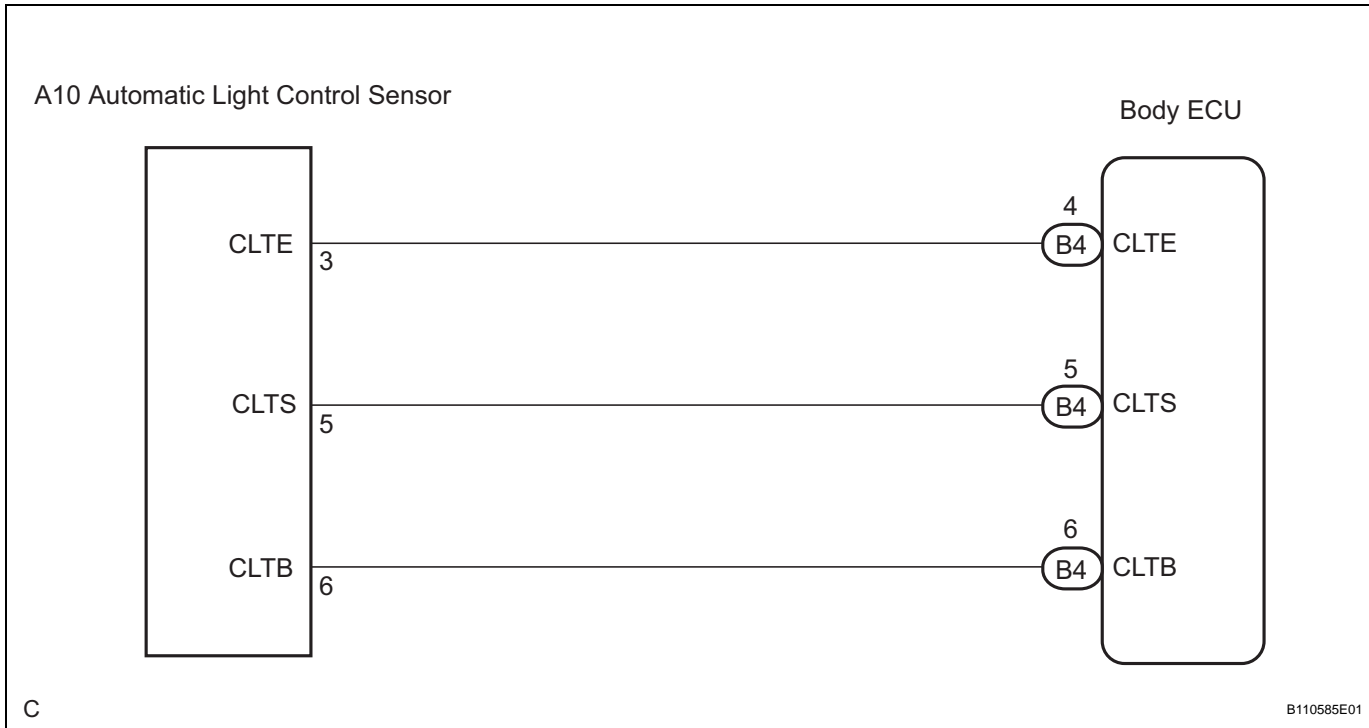 A10 Automatic Light Control Sensor
Body ECU
CLTE
3
4
B4
CLTE
CLTS
5
5
B4
CLTS
CLTB
6
6
B4
CLTB
C
B110585E01